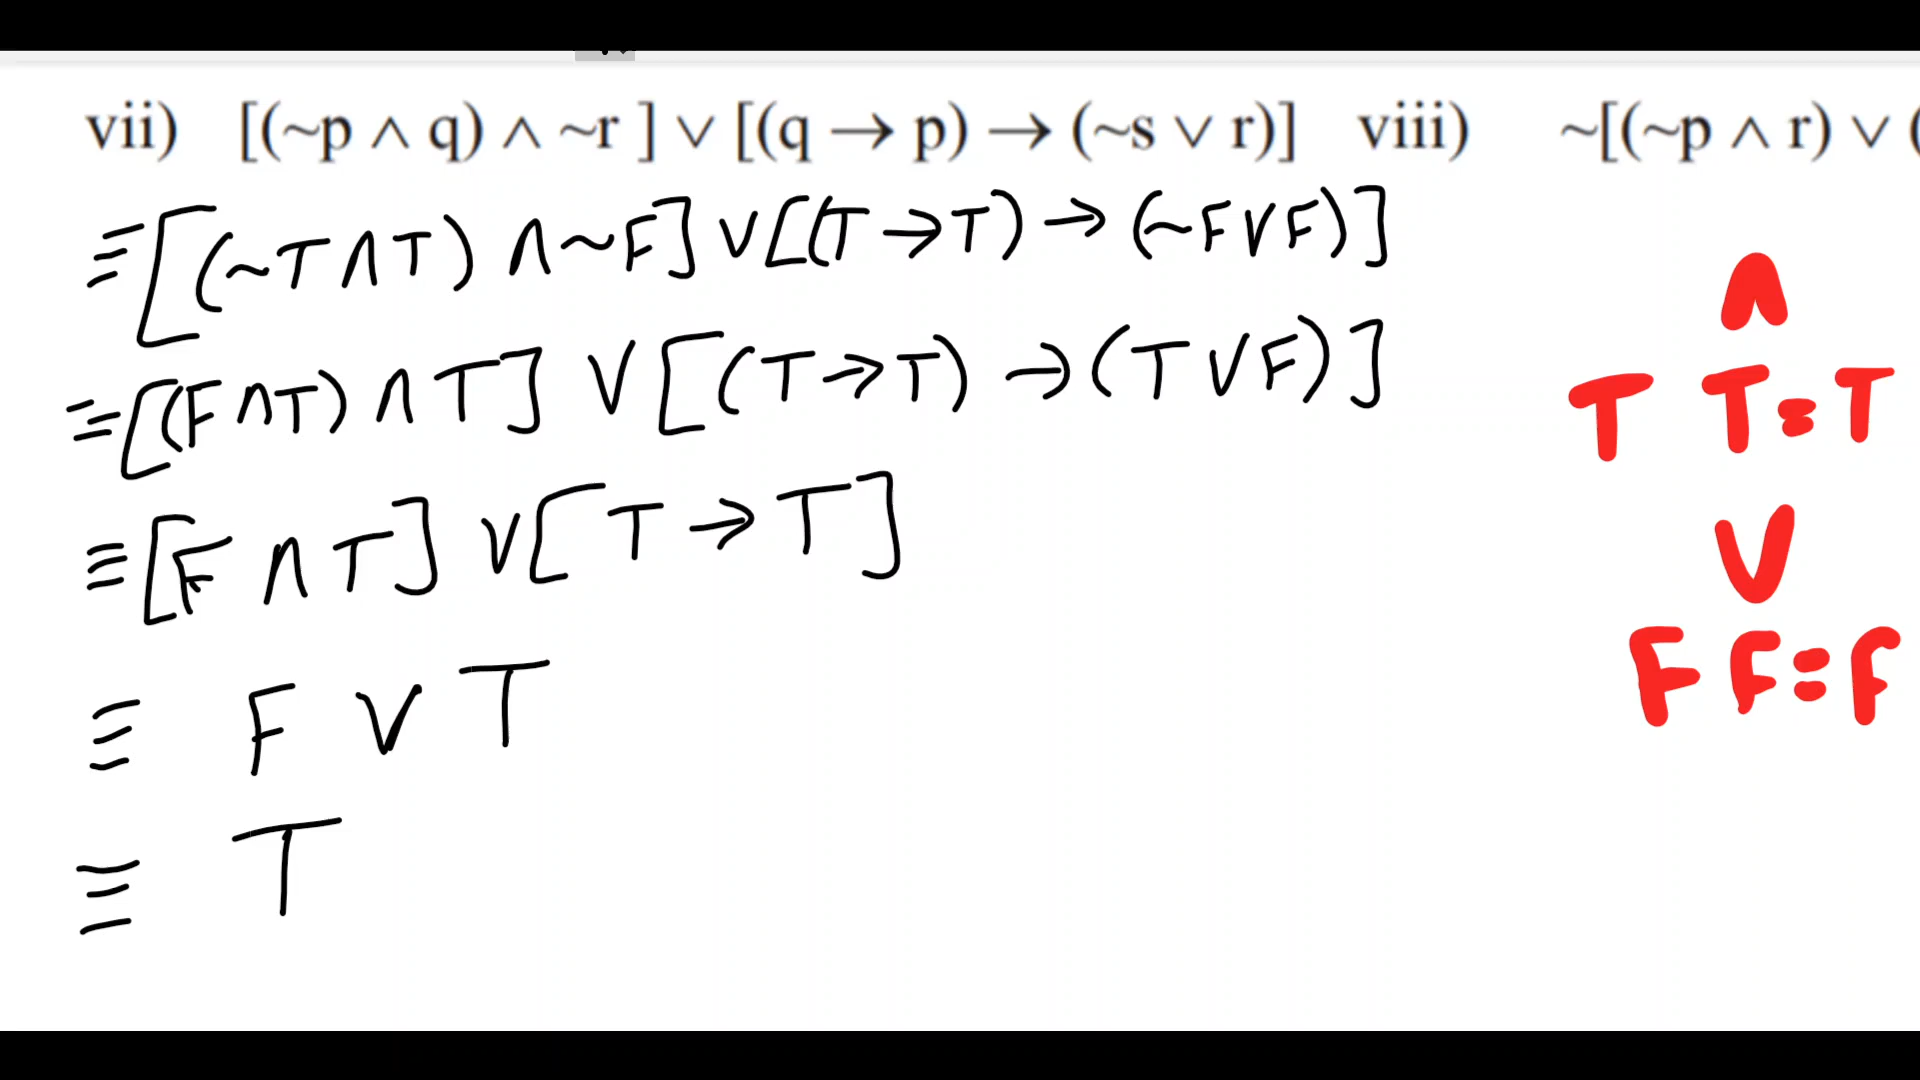 vii) [(~p ∧ q) ∧ ~r ] ∨ [(q → p) → (~s ∨ r)] viii) ~[(~p ∧ r) ∨ (
≡[(~T∧T) ∧~F] ∨[(T→T) → (~F∨F)]
≡[(F∧T) ∧ T] ∨ [(T→T) → (T∨F)]
≡[F ∧ T] ∨[T → T]
≡ F ∨ T
≡ T
∧
T T = T
∨
F F = F